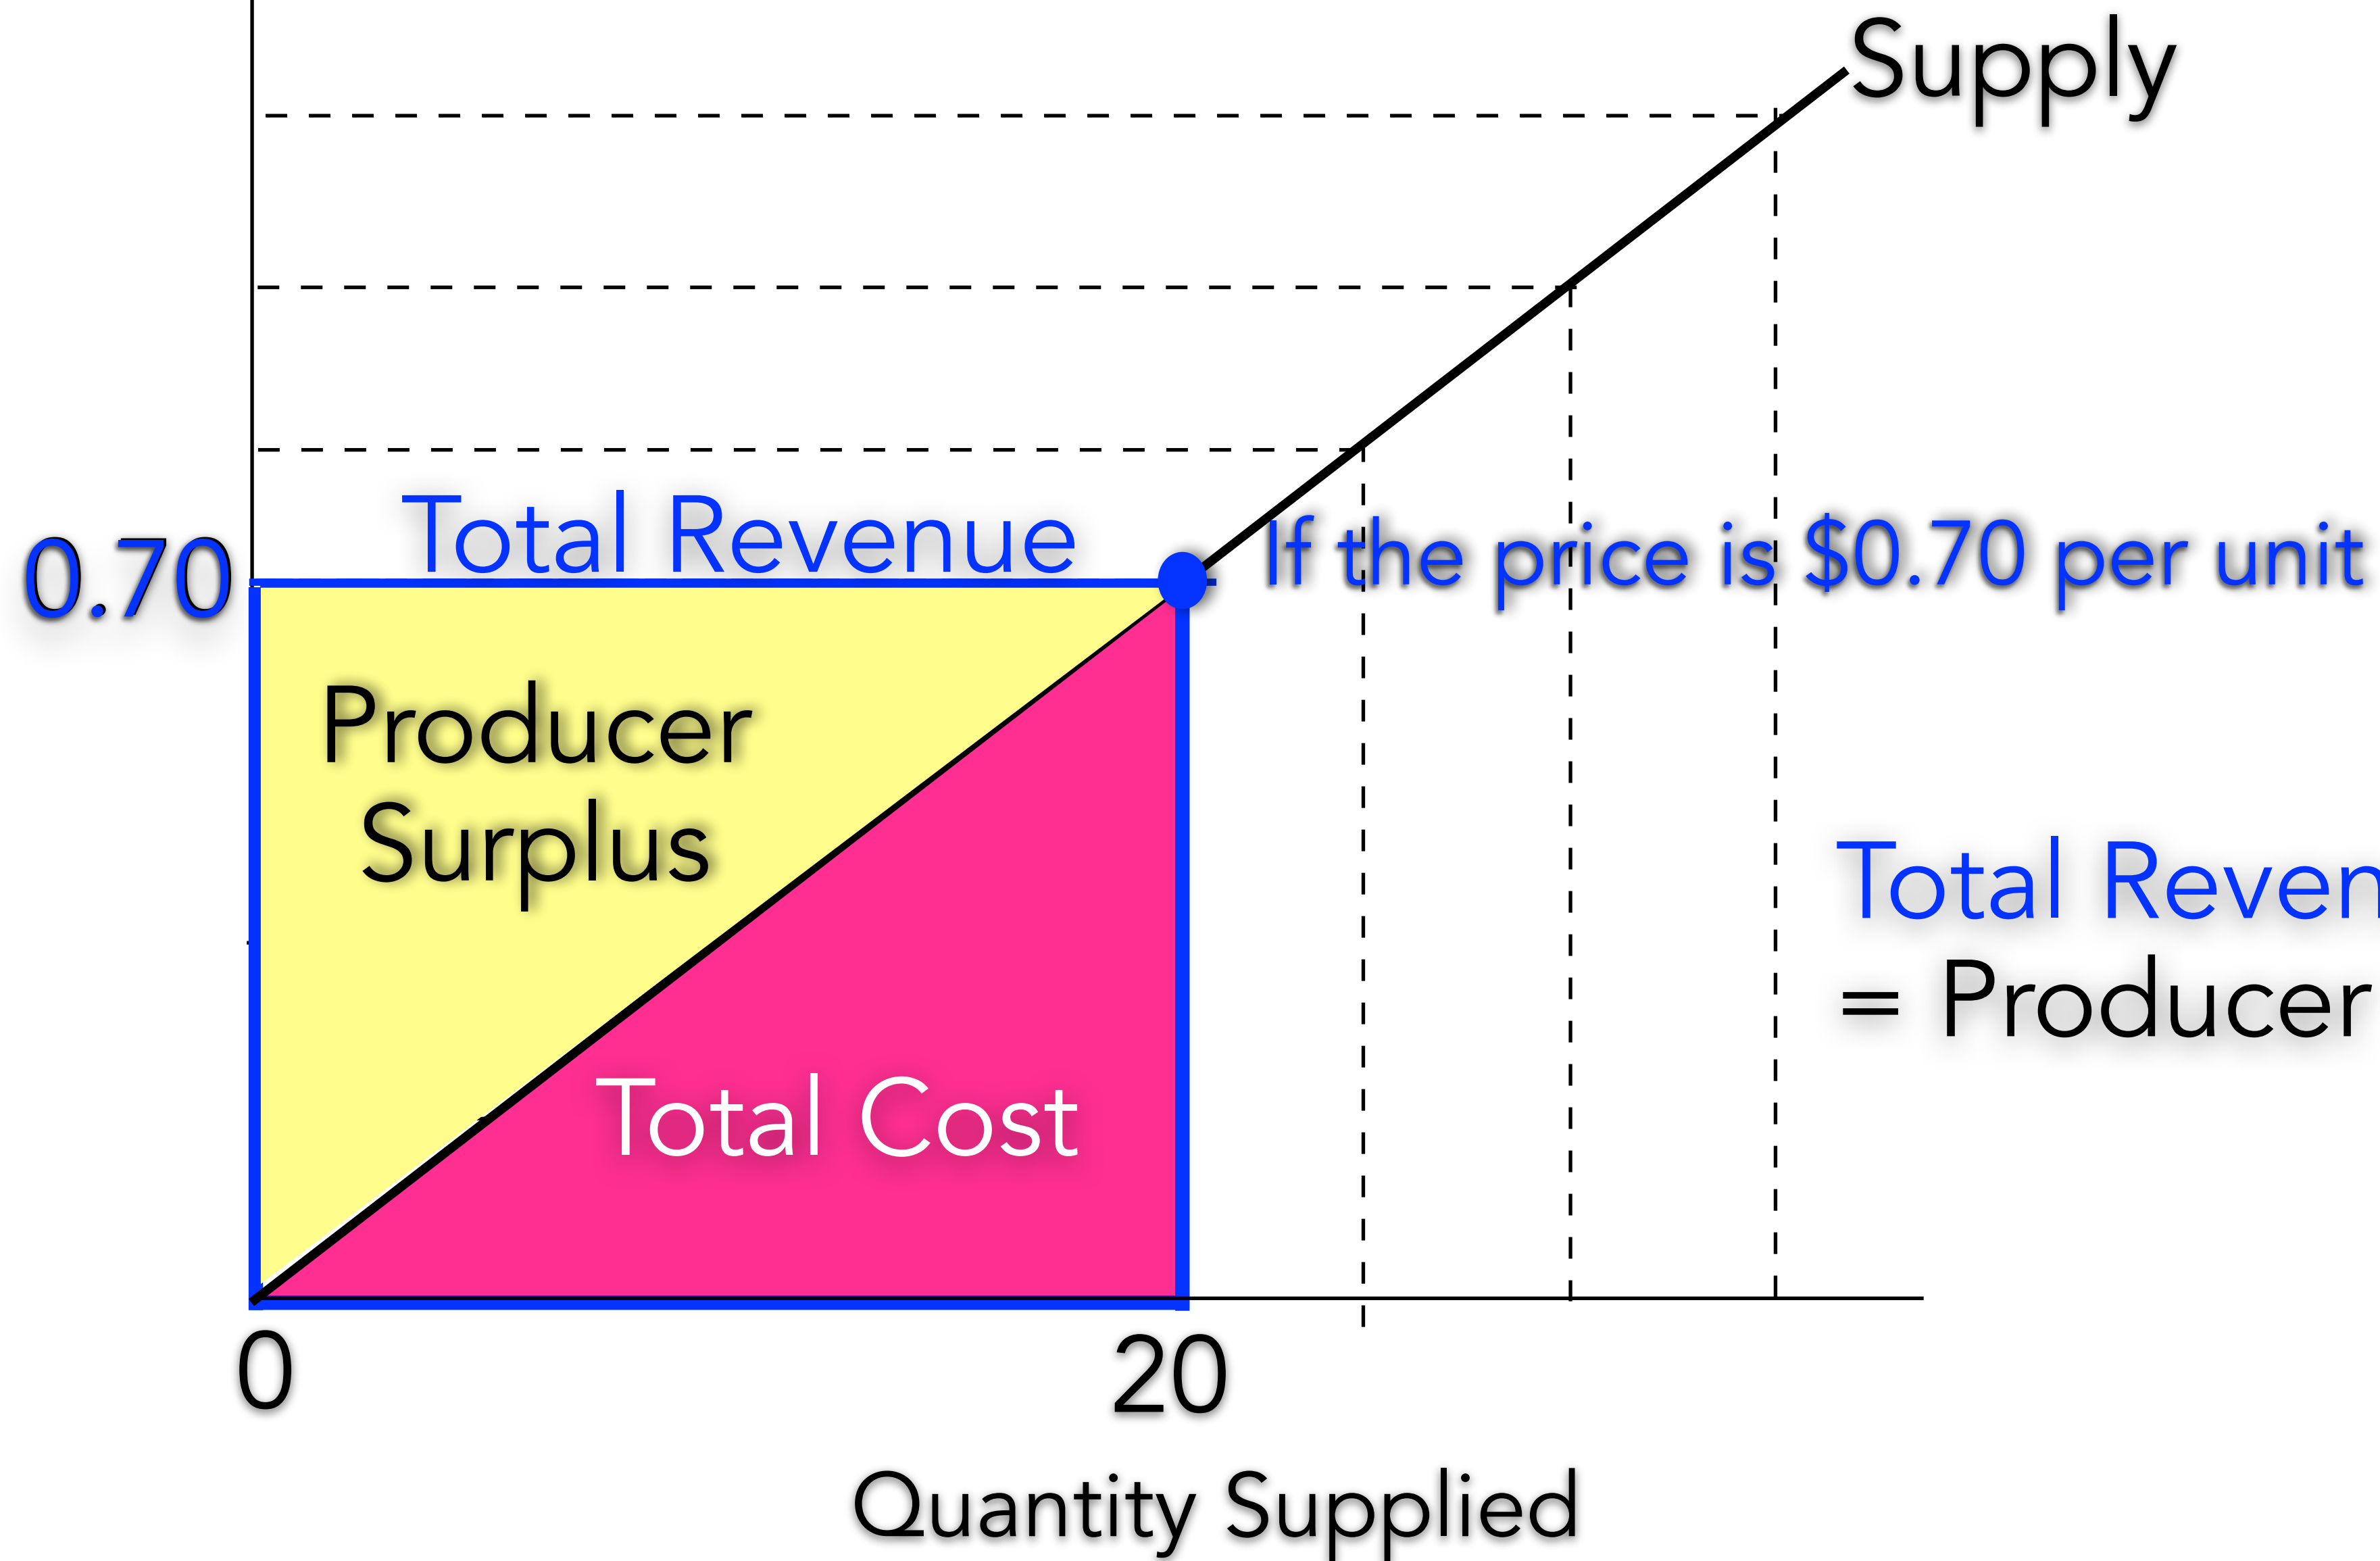 Supply
Total Revenue
0.70
If the price is $0.70 per unit
Producer
Surplus
Total Reven
= Producer
Total Cost
0
20
Quantity Supplied